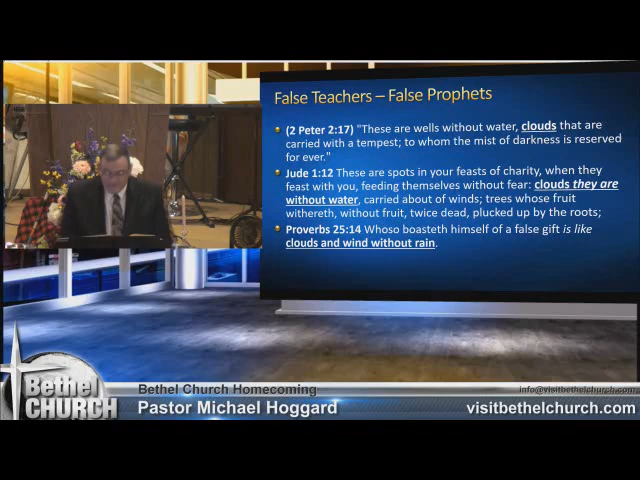 False Teachers – False Prophets
(2 Peter 2:17) "These are wells without water, clouds that are
carried with a tempest; to whom the mist of darkness is reserved
for ever."
Jude 1:12 These are spots in your feasts of charity, when they
feast with you, feeding themselves without fear: clouds they are
without water, carried about of winds; trees whose fruit
withereth, without fruit, twice dead, plucked up by the roots;
Proverbs 25:14 Whoso boasteth himself of a false gift is like
clouds and wind without rain.
Bethel
CHURCH
Bethel Church Homecoming
info@visitbethelchurch.com
Pastor Michael Hoggard
visitbethelchurch.com